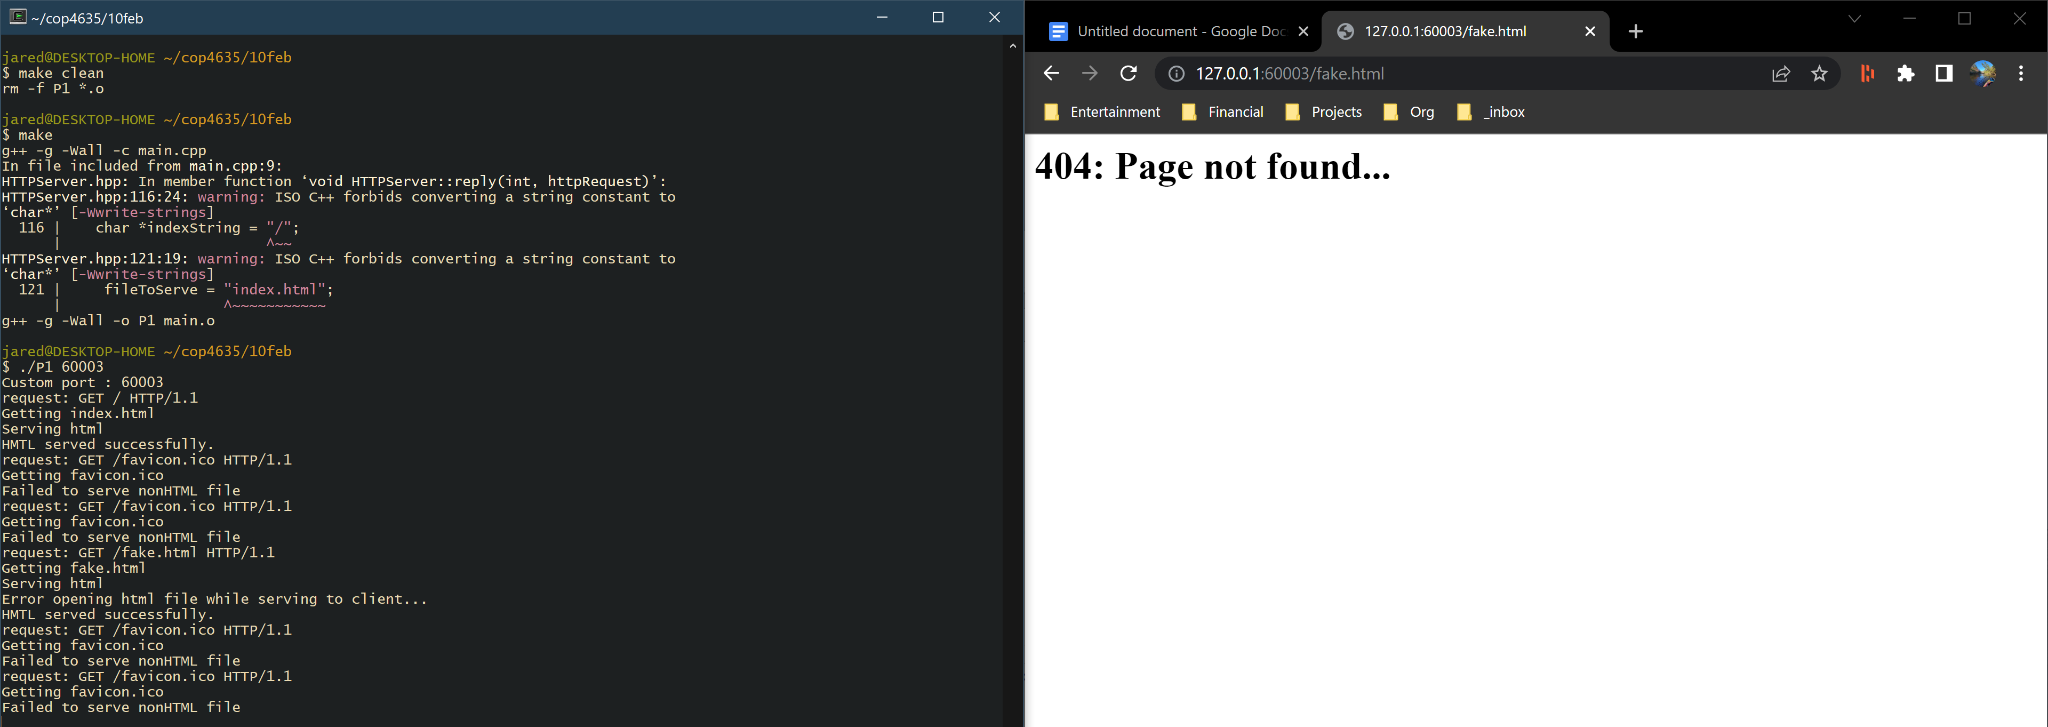 ~/cop4635/10feb
jared@DESKTOP-HOME ~/cop4635/10feb
$ make clean
rm -f P1 *.o
jared@DESKTOP-HOME ~/cop4635/10feb
$ make
g++ -g -Wall -c main.cpp
In file included from main.cpp:9:
HTTPServer.hpp: In member function ‘void HTTPServer::reply(int, httpRequest)’:
HTTPServer.hpp:116:24: warning: ISO C++ forbids converting a string constant to
‘char*’ [-Wwrite-strings]
116 |    char *indexString = "/";
|                        ^~~
HTTPServer.hpp:121:19: warning: ISO C++ forbids converting a string constant to
‘char*’ [-Wwrite-strings]
121 |     fileToServe = "index.html";
|                   ^~~~~~~~~~~~
g++ -g -Wall -o P1 main.o
jared@DESKTOP-HOME ~/cop4635/10feb
$ ./P1 60003
Custom port : 60003
request: GET / HTTP/1.1
Getting index.html
Serving html
HMTL served successfully.
request: GET /favicon.ico HTTP/1.1
Getting favicon.ico
Failed to serve nonHTML file
request: GET /favicon.ico HTTP/1.1
Getting favicon.ico
Failed to serve nonHTML file
request: GET /fake.html HTTP/1.1
Getting fake.html
Serving html
Error opening html file while serving to client...
HMTL served successfully.
request: GET /favicon.ico HTTP/1.1
Getting favicon.ico
Failed to serve nonHTML file
request: GET /favicon.ico HTTP/1.1
Getting favicon.ico
Failed to serve nonHTML file
Untitled document - Google Doc
127.0.0.1:60003/fake.html
127.0.0.1:60003/fake.html
Entertainment Financial Projects Org _inbox
404: Page not found...